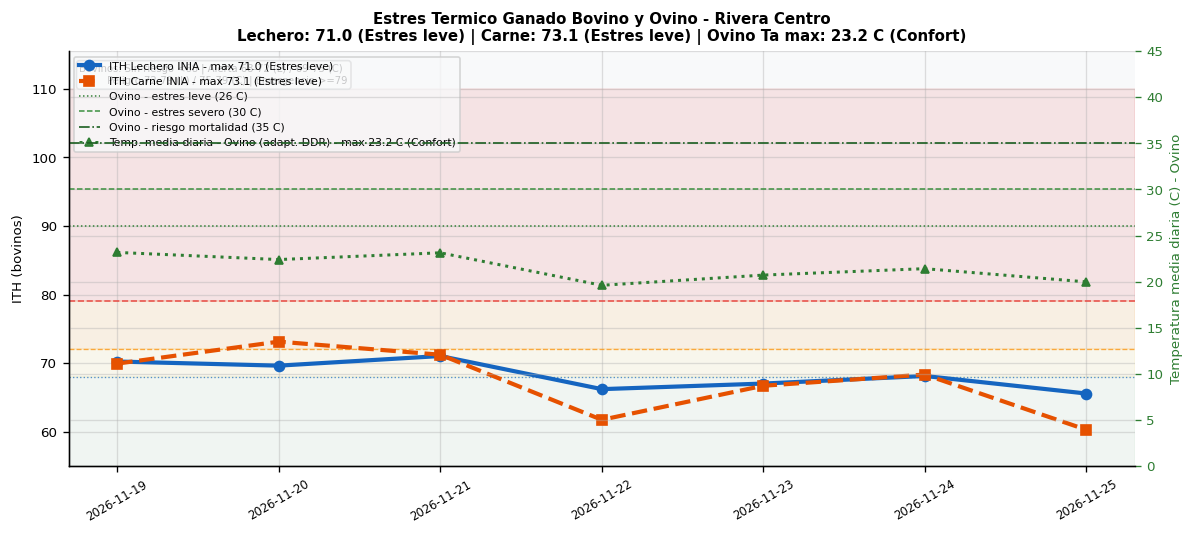 Estres Termico Ganado Bovino y Ovino - Rivera Centro
Lechero: 71.0 (Estres leve) | Carne: 73.1 (Estres leve) | Ovino Ta max: 23.2 C (Confort)
ITH Lechero INIA - max 71.0 (Estres leve)
ITH Carne INIA - max 73.1 (Estres leve)
Ovino - estres leve (26 C)
Ovino - estres severo (30 C)
Ovino - riesgo mortalidad (35 C)
Temp. media diaria - Ovino (adapt. DDR) - max 23.2 C (Confort)
>=79
ITH (bovinos)
110
100
90
80
70
60
45
40
35
30
25
20
15
10
5
0
Temperatura media diaria (C) - Ovino
2026-11-19
2026-11-20
2026-11-21
2026-11-22
2026-11-23
2026-11-24
2026-11-25